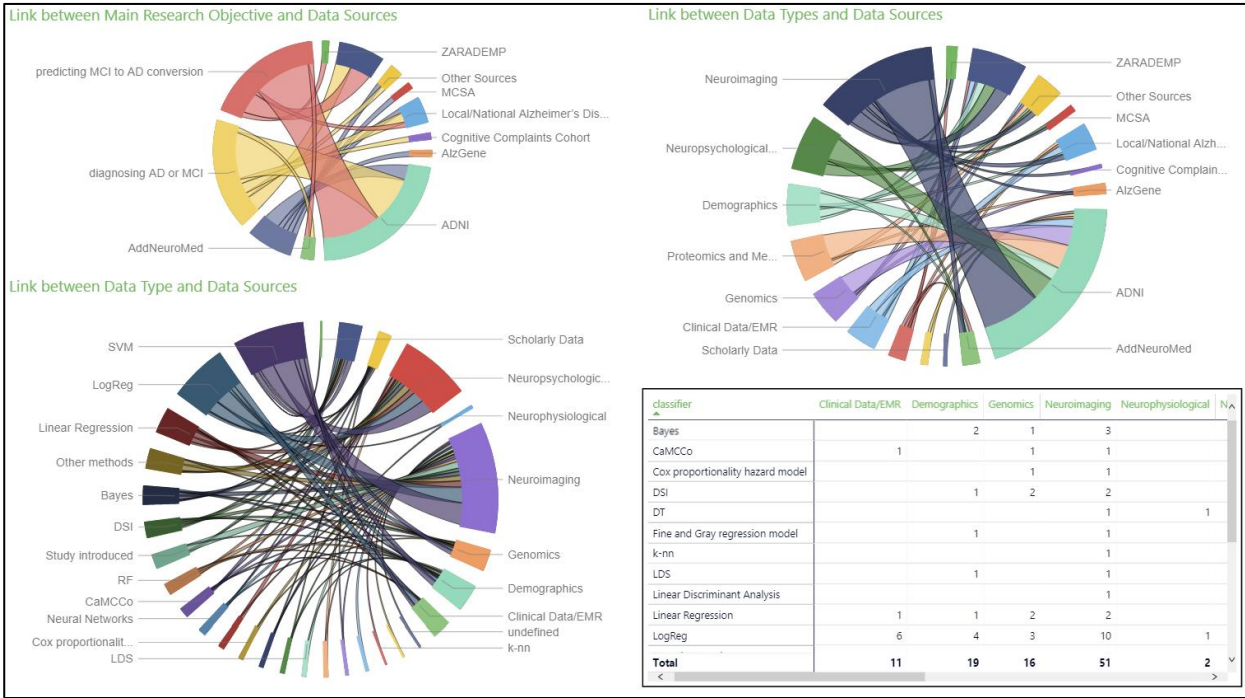 Link between Main Research Objective and Data Sources
predicting MCI to AD conversion
diagnosing AD or MCI
AddNeuroMed
ZARADEMP
Other Sources
MCSA
Local/National Alzheimer's Dis...
Cognitive Complaints Cohort
AlzGene
ADNI
Link between Data Types and Data Sources
Neuroimaging
Neuropsychological...
Demographics
Proteomics and Me...
Genomics
Clinical Data/EMR
Scholarly Data
ZARADEMP
Other Sources
MCSA
Local/National Alzh...
Cognitive Complain...
AlzGene
ADNI
AddNeuroMed
Link between Data Type and Data Sources
SVM
LogReg
Linear Regression
Other methods
Bayes
DSI
Study introduced
RF
CaMCCo
Neural Networks
Cox proportionalit...
LDS
Scholarly Data
Neuropsychologic...
Neurophysiological
Neuroimaging
Genomics
Demographics
Clinical Data/EMR
undefined
k-nn
classifier Clinical Data/EMR Demographics Genomics Neuroimaging Neurophysiological N
Bayes 2 1 3
CaMCCo 1 1 1
Cox proportionality hazard model 1 1
DSI 1 2 2
DT 1 1
Fine and Gray regression model 1 1
k-nn 1
LDS 1 1
Linear Discriminant Analysis 1
Linear Regression 1 1 2 2
LogReg 6 4 3 10 1
Total 11 19 16 51 2